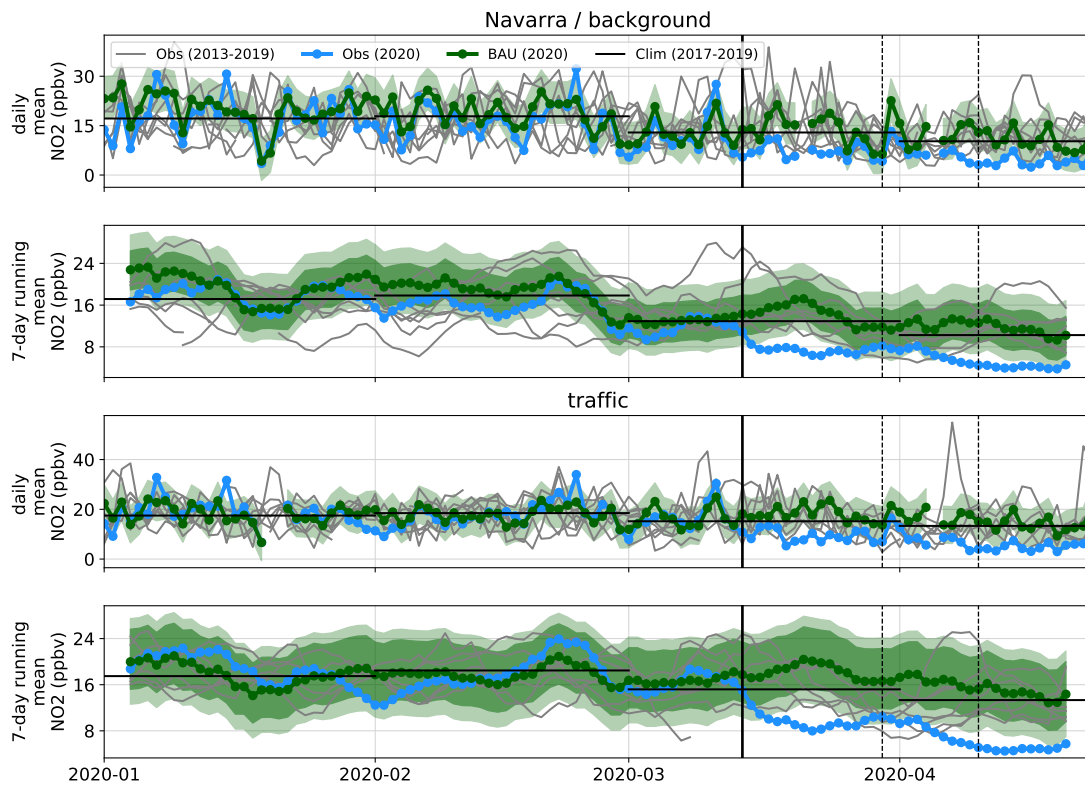 Navarra / background
Obs (2013-2019) Obs (2020) BAU (2020) Clim (2017-2019)
daily
mean
NO2 (ppbv)
30
15
0
7-day running
mean
NO2 (ppbv)
24
16
8
traffic
daily
mean
NO2 (ppbv)
40
20
0
7-day running
mean
NO2 (ppbv)
24
16
8
2020-01 2020-02 2020-03 2020-04